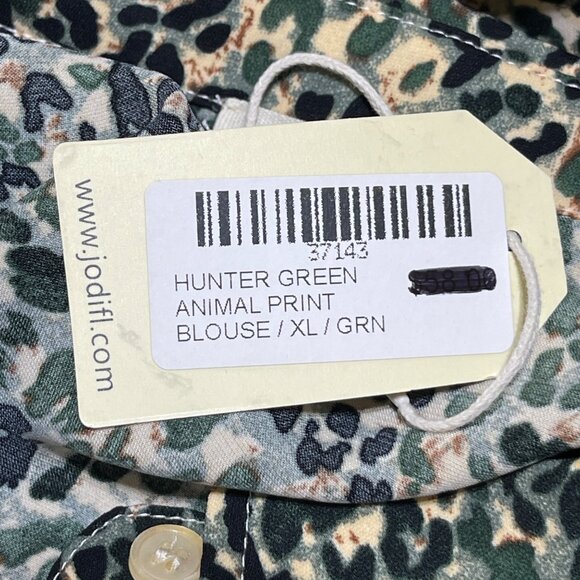 www.jodifl.com
37143
HUNTER GREEN
ANIMAL PRINT
BLOUSE / XL / GRN